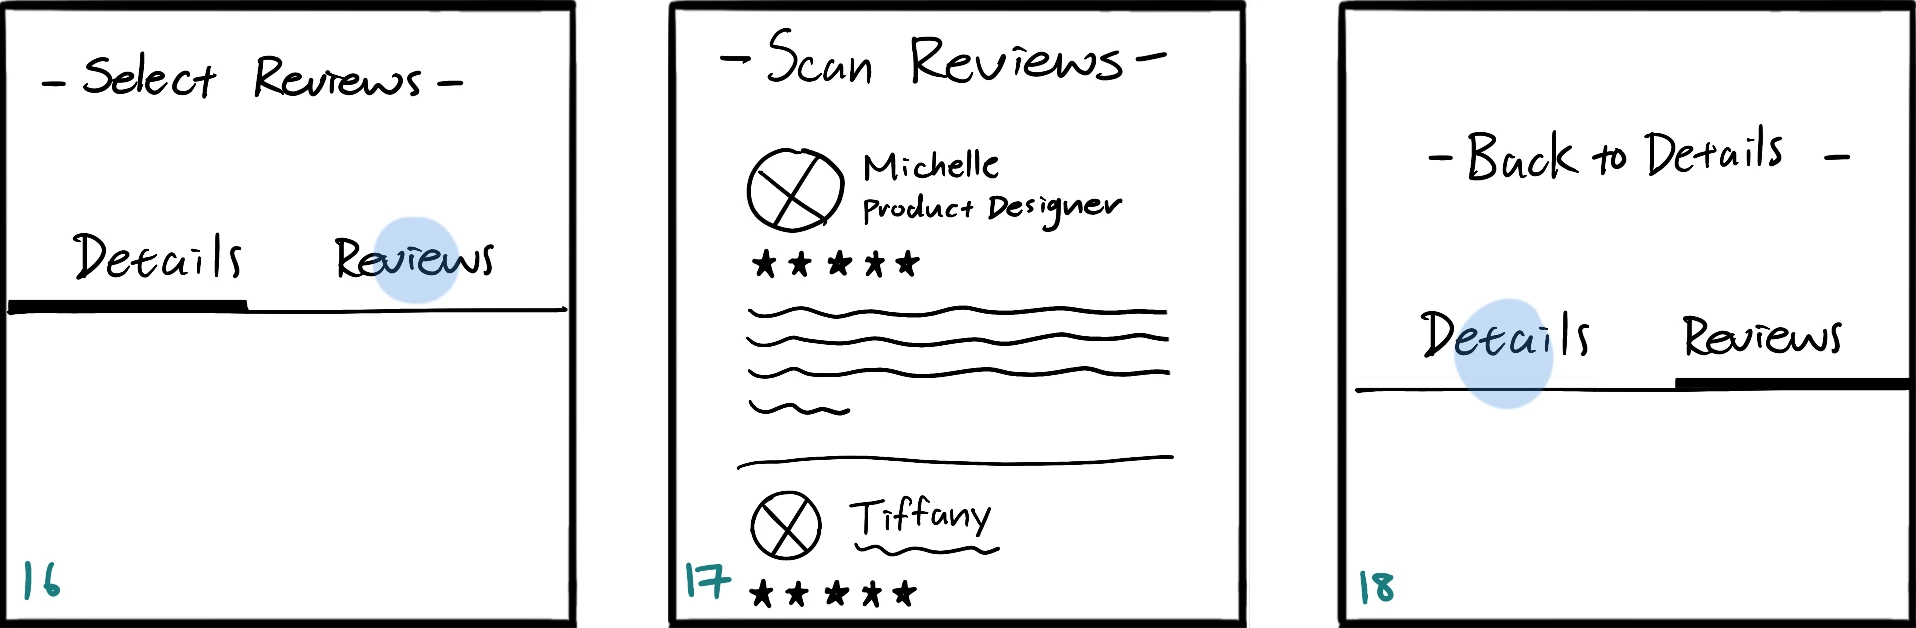 - Select Reviews -
Details Reviews
16
- Scan Reviews -
Michelle
Product Designer
Tiffany
17
- Back to Details -
Details Reviews
18